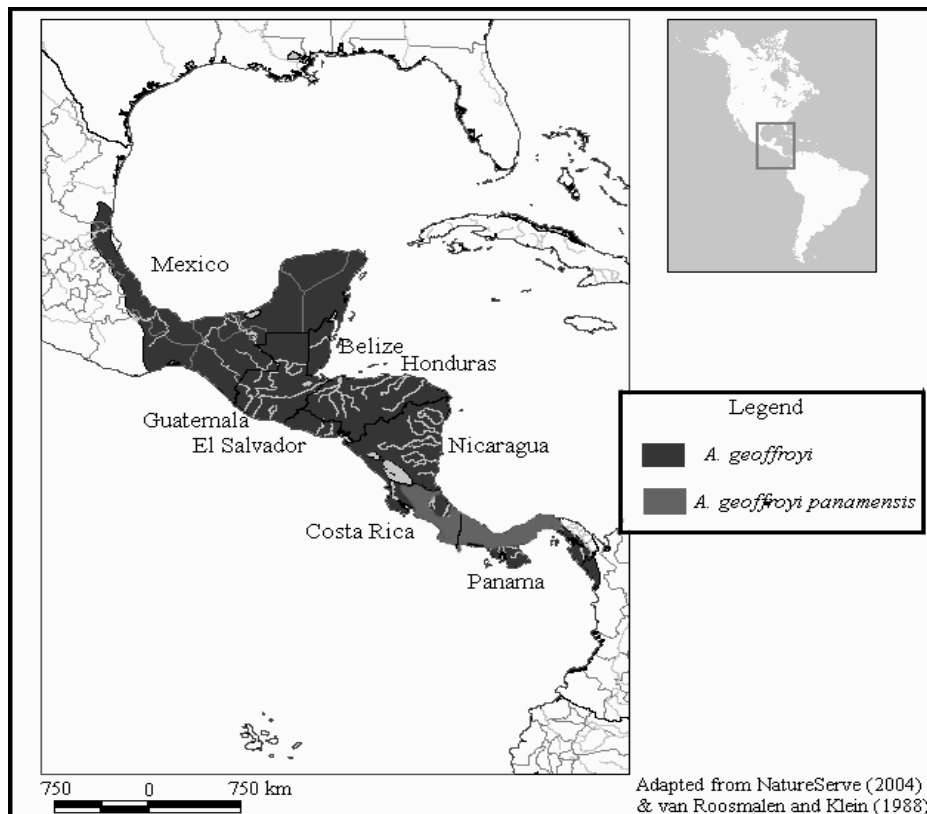 Mexico
Belize
Honduras
Guatemala
El Salvador
Nicaragua
Costa Rica
Panama
Legend
A. geoffroyi
A. geoffroyi panamensis
750 0 750 km
Adapted from NatureServe (2004)
& van Roosmalen and Klein (1988)